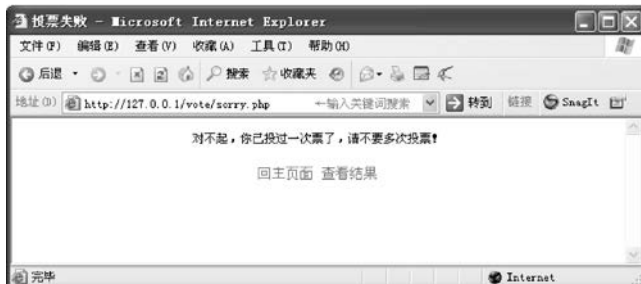 投票失败 - Microsoft Internet Explorer
文件(F) 编辑(E) 查看(V) 收藏(A) 工具(T) 帮助(H)
后退 搜索 收藏夹
地址(D) http://127.0.0.1/vote/sorry.php ←输入关键词搜索 转到 链接 SnagIt
对不起，你已投过一次票了，请不要多次投票！
回主页面 查看结果
完毕 Internet